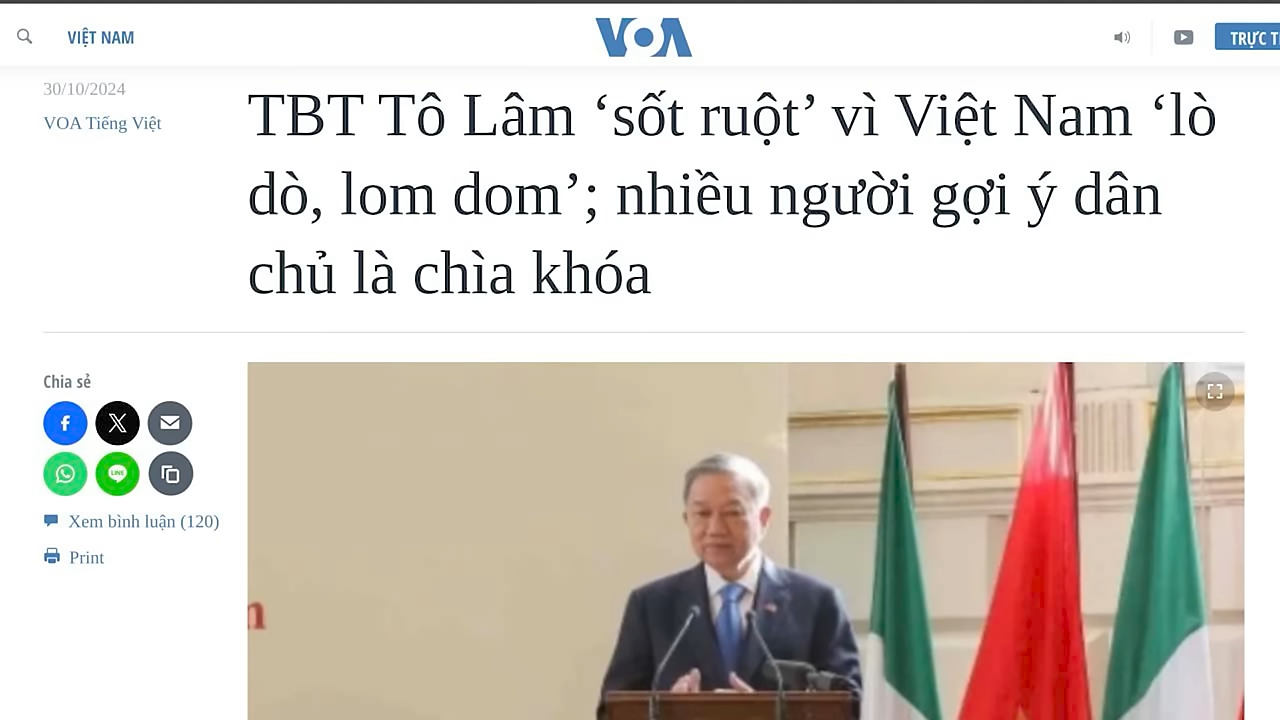 VIỆT NAM
VOA
30/10/2024
VOA Tiếng Việt
TBT Tô Lâm ‘sốt ruột’ vì Việt Nam ‘lò
dò, lom dom’; nhiều người gợi ý dân
chủ là chìa khóa
Chia sẻ
LINE
Xem bình luận (120)
Print